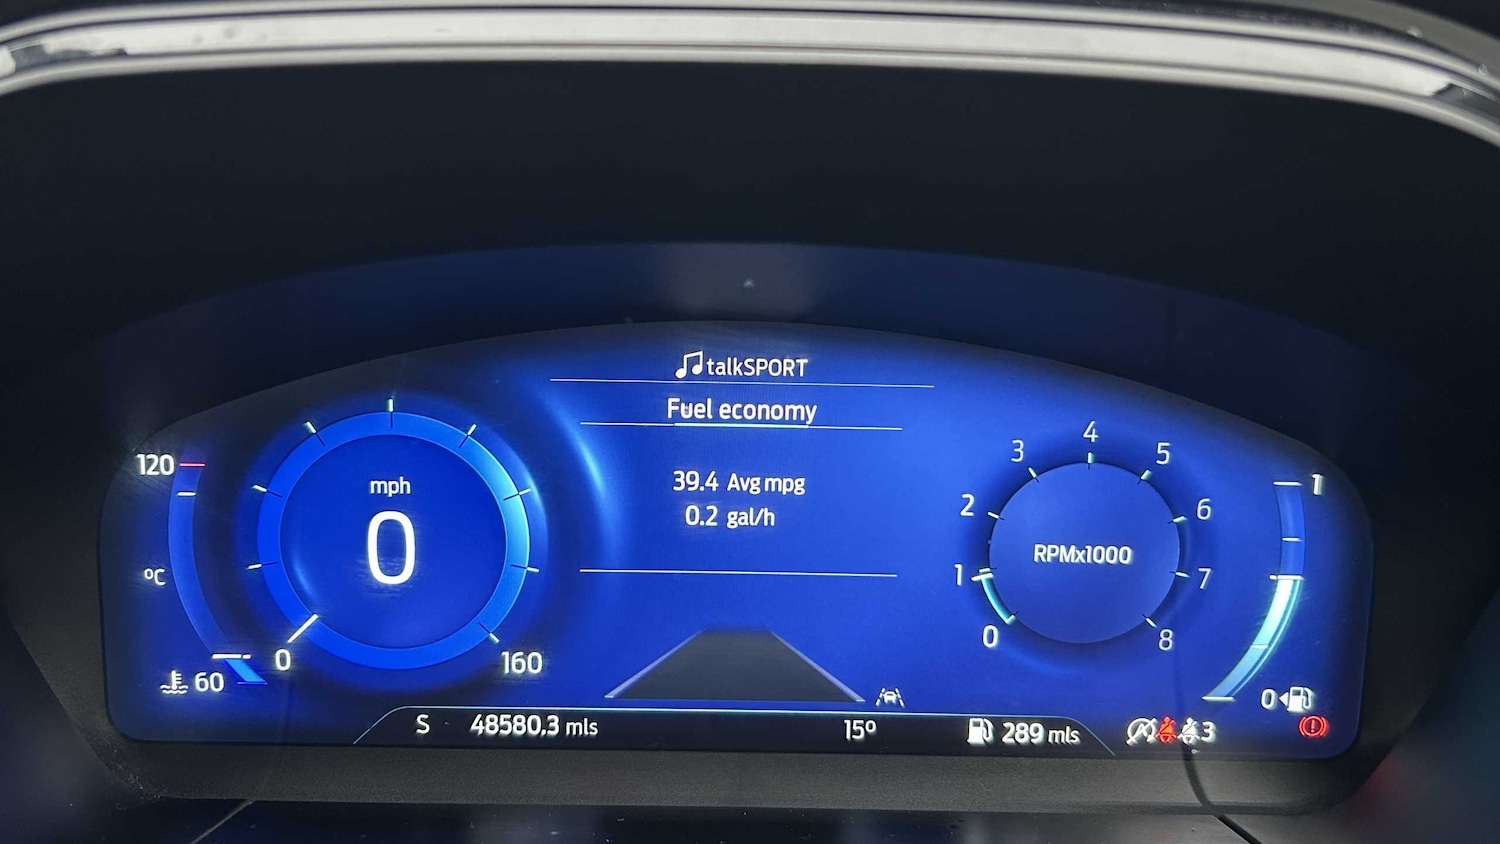 talkSPORT
Fuel economy
39.4 Avg mpg
0.2 gal/h
120
°C
60
mph
0
0
160
0
1
2
3
4
5
6
7
8
RPMx1000
1
0
S
48580.3 mls
15°
289 mls
3